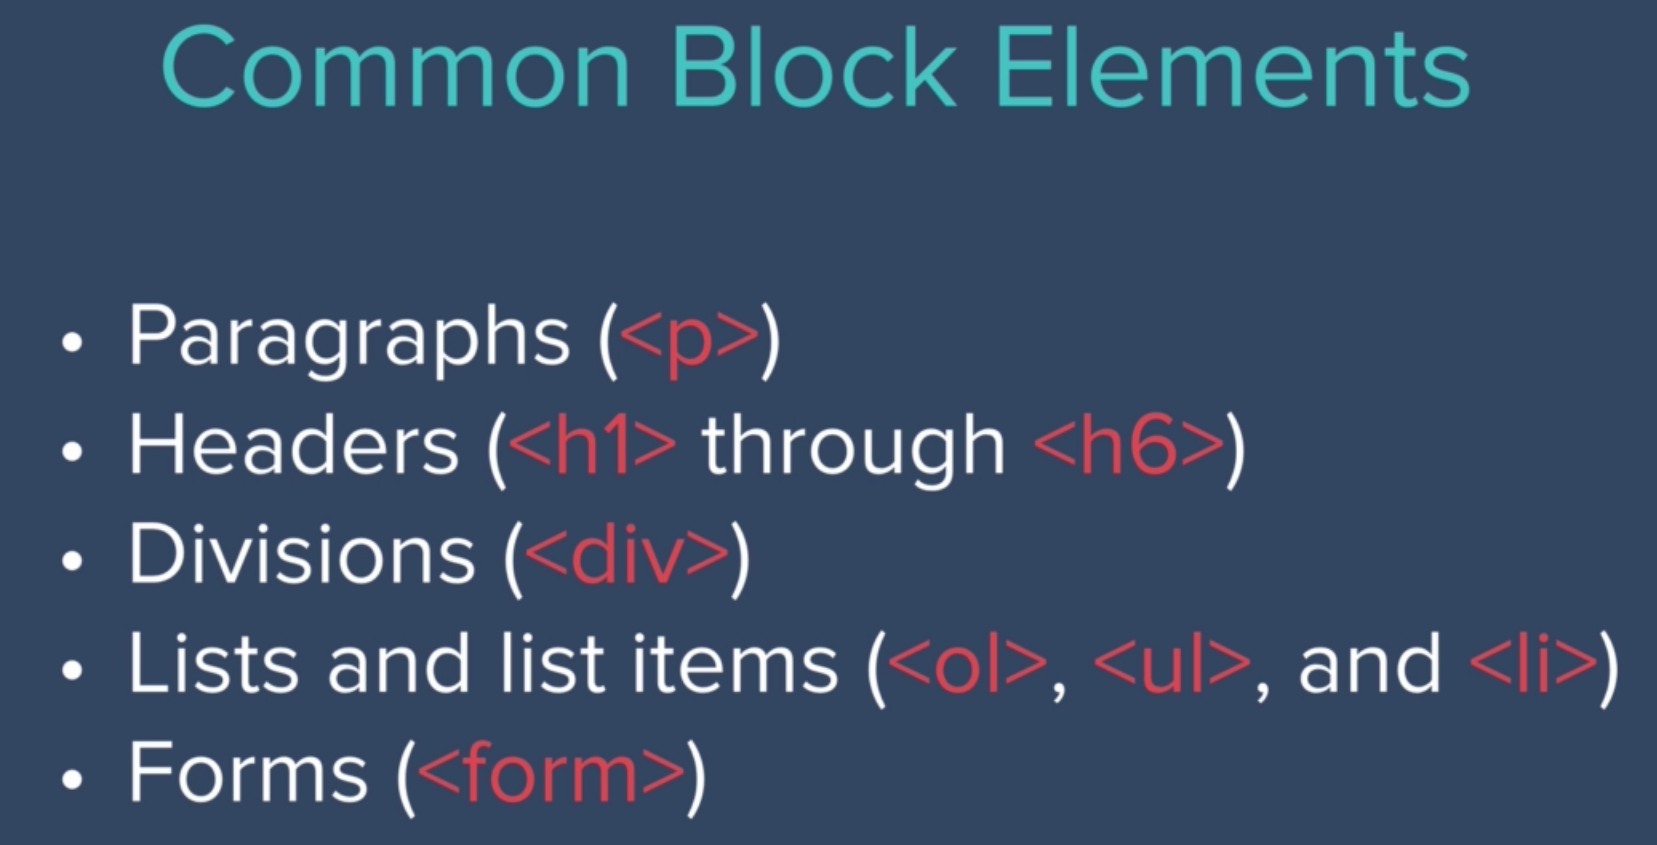 Common Block Elements
• Paragraphs (<p>)
• Headers (<h1> through <h6>)
• Divisions (<div>)
• Lists and list items (<ol>, <ul>, and <li>)
• Forms (<form>)